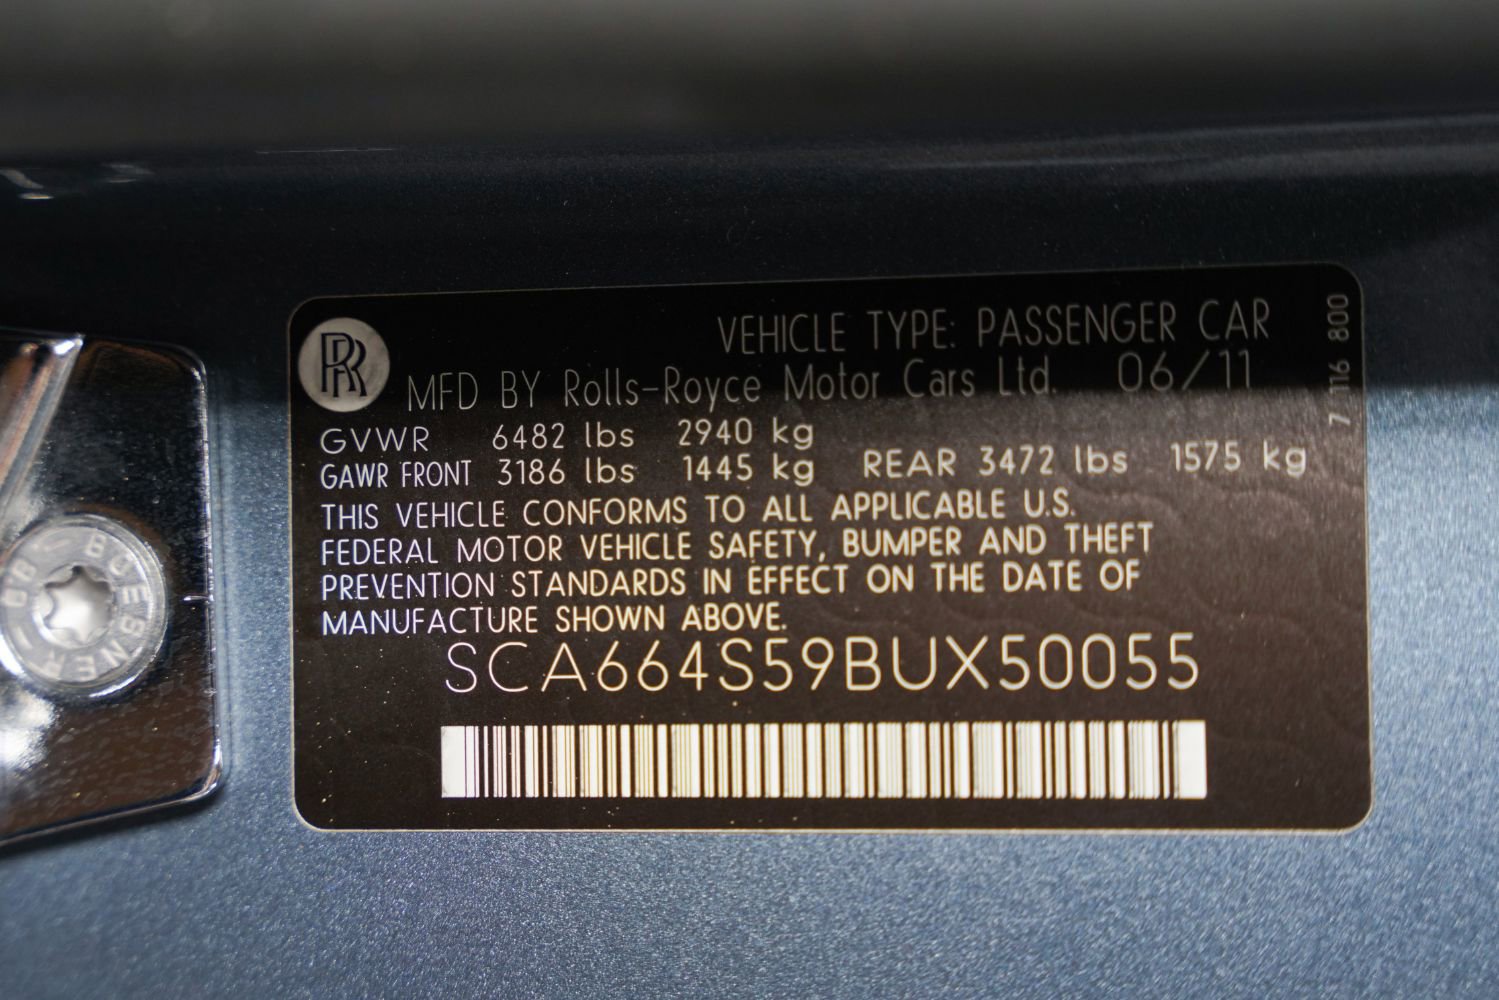 VEHICLE TYPE: PASSENGER CAR
RR
MFD BY Rolls-Royce Motor Cars Ltd. 06/11
GVWR 6482 lbs 2940 kg
GAWR FRONT 3186 lbs 1445 kg REAR 3472 lbs 1575 kg
THIS VEHICLE CONFORMS TO ALL APPLICABLE U.S.
FEDERAL MOTOR VEHICLE SAFETY, BUMPER AND THEFT
PREVENTION STANDARDS IN EFFECT ON THE DATE OF
MANUFACTURE SHOWN ABOVE.
SCA664S59BUX50055
7 116 800
BOESNER